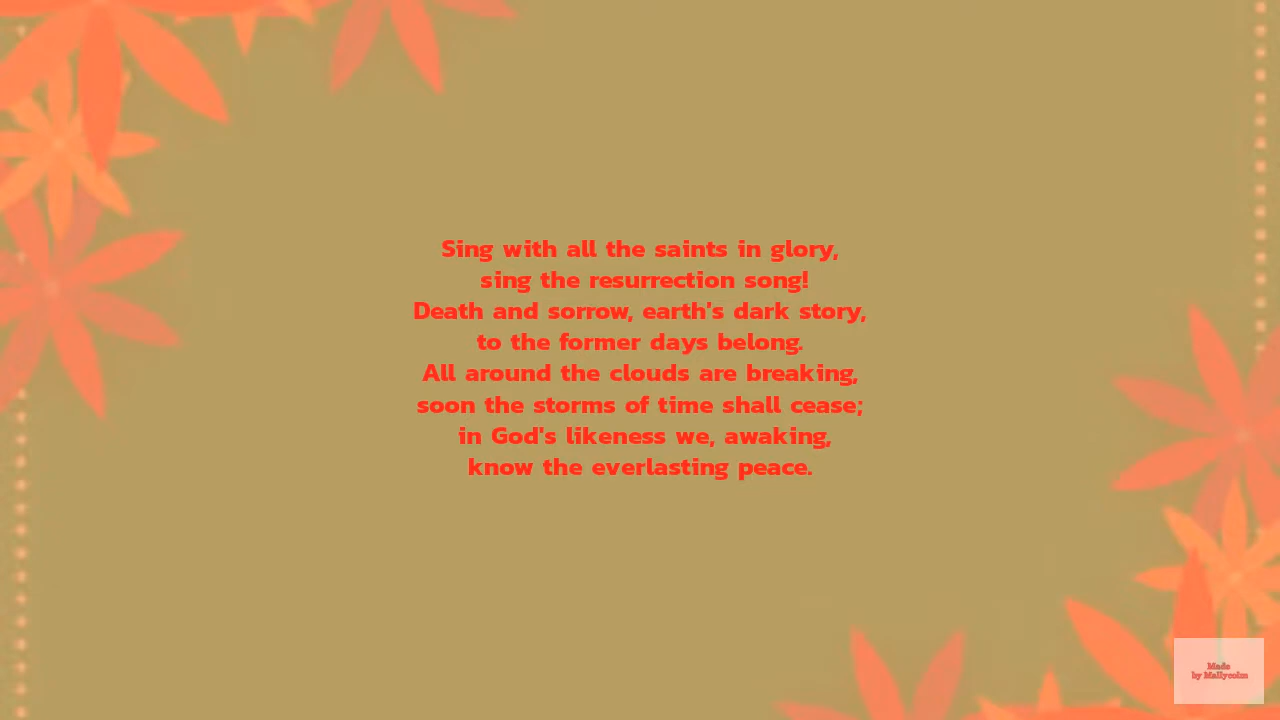 Sing with all the saints in glory,
sing the resurrection song!
Death and sorrow, earth's dark story,
to the former days belong.
All around the clouds are breaking,
soon the storms of time shall cease;
in God's likeness we, awaking,
know the everlasting peace.
Made
by Mallycolm